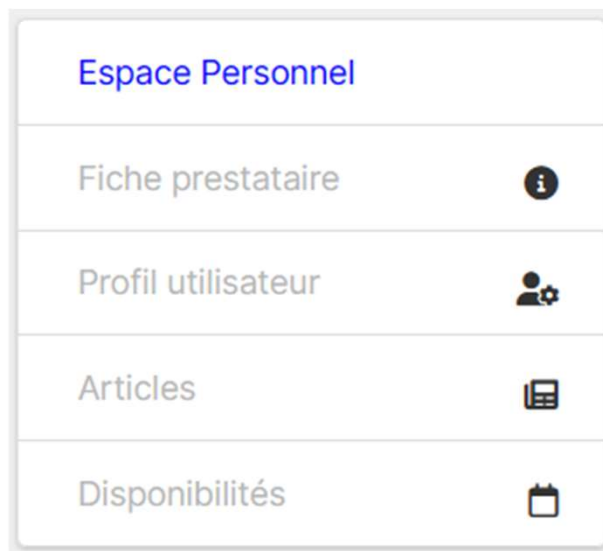 Espace Personnel
Fiche prestataire
Profil utilisateur
Articles
Disponibilités